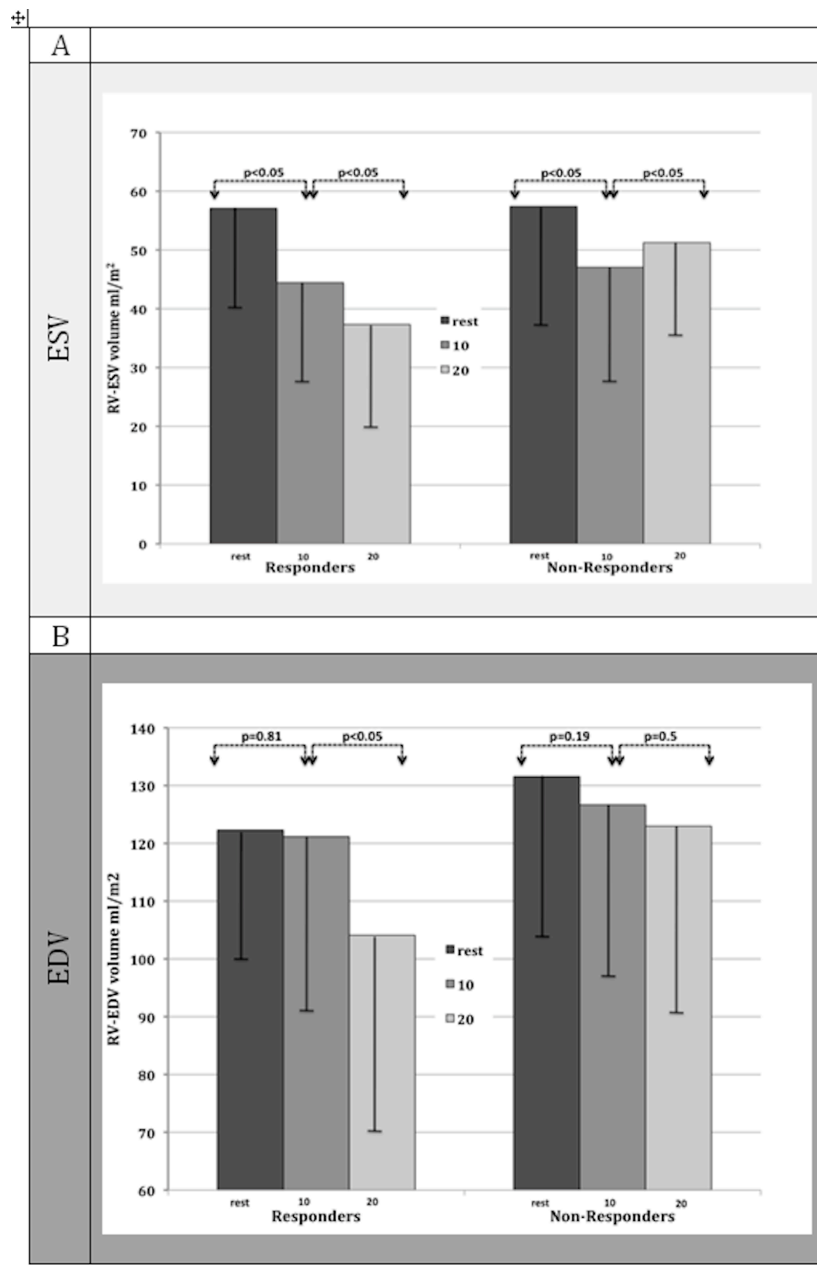 A
ESV
70
60
50
40
30
20
10
0
RV-ESV volume ml/m²
p<0.05 p<0.05 p<0.05 p<0.05
rest
10
20
rest 10 20 rest 10 20
Responders Non-Responders
B
EDV
140
130
120
110
100
90
80
70
60
RV-EDV volume ml/m2
p=0.81 p<0.05 p=0.19 p=0.5
rest
10
20
rest 10 20 rest 10 20
Responders Non-Responders